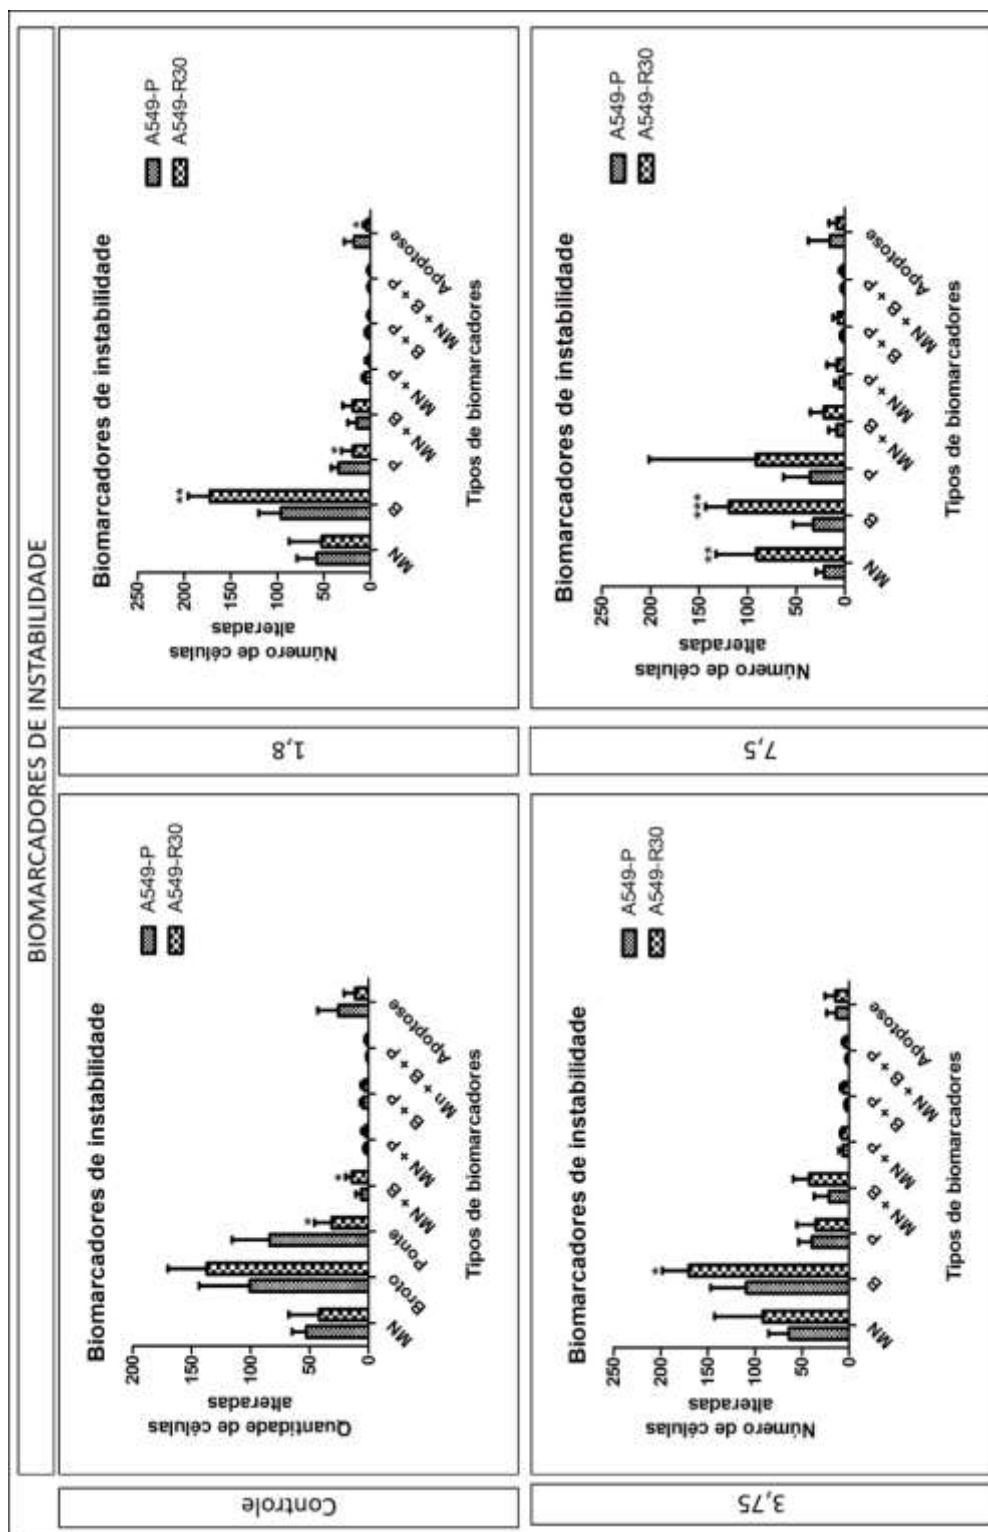 BIOMARCADORES DE INSTABILIDADE
Controle
Biomarcadores de instabilidade
A549-P
A549-R30
Quantidade de células
alteradas
200
150
100
50
0
*
*
MN
Broto
Ponte
MN + B
MN + P
B + P
Mn + B + P
Apoptose
Tipos de biomarcadores
1,8
Biomarcadores de instabilidade
A549-P
A549-R30
Número de células
alteradas
250
200
150
100
50
0
**
*
*
MN
B
P
MN + B
MN + P
B + P
MN + B + P
Apoptose
Tipos de biomarcadores
3,75
Biomarcadores de instabilidade
A549-P
A549-R30
Número de células
alteradas
250
200
150
100
50
0
*
MN
B
P
MN + B
MN + P
B + P
MN + B + P
Apoptose
Tipos de biomarcadores
7,5
Biomarcadores de instabilidade
A549-P
A549-R30
Número de células
alteradas
250
200
150
100
50
0
**
***
MN
B
P
MN + B
MN + P
B + P
MN + B + P
Apoptose
Tipos de biomarcadores